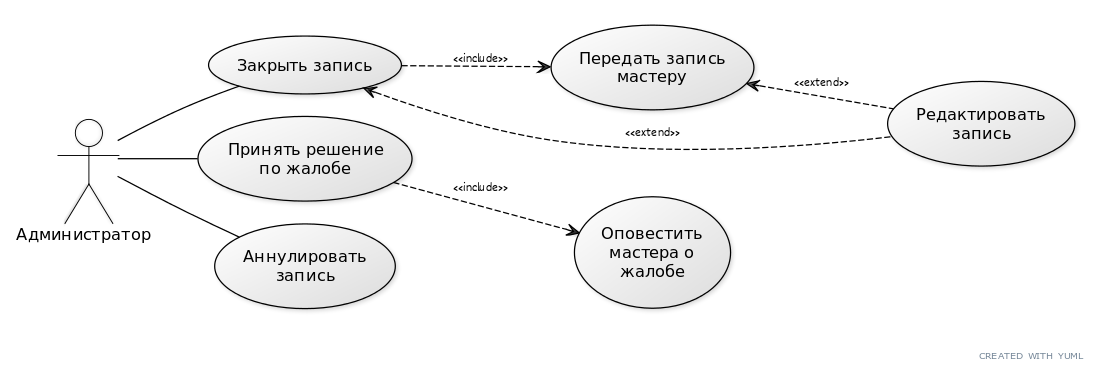 Закрыть запись
<<include>>
Передать запись
мастеру
<<extend>>
Редактировать
запись
<<extend>>
Принять решение
по жалобе
<<include>>
Администратор
Оповестить
мастера о
жалобе
Аннулировать
запись
CREATED WITH YUML